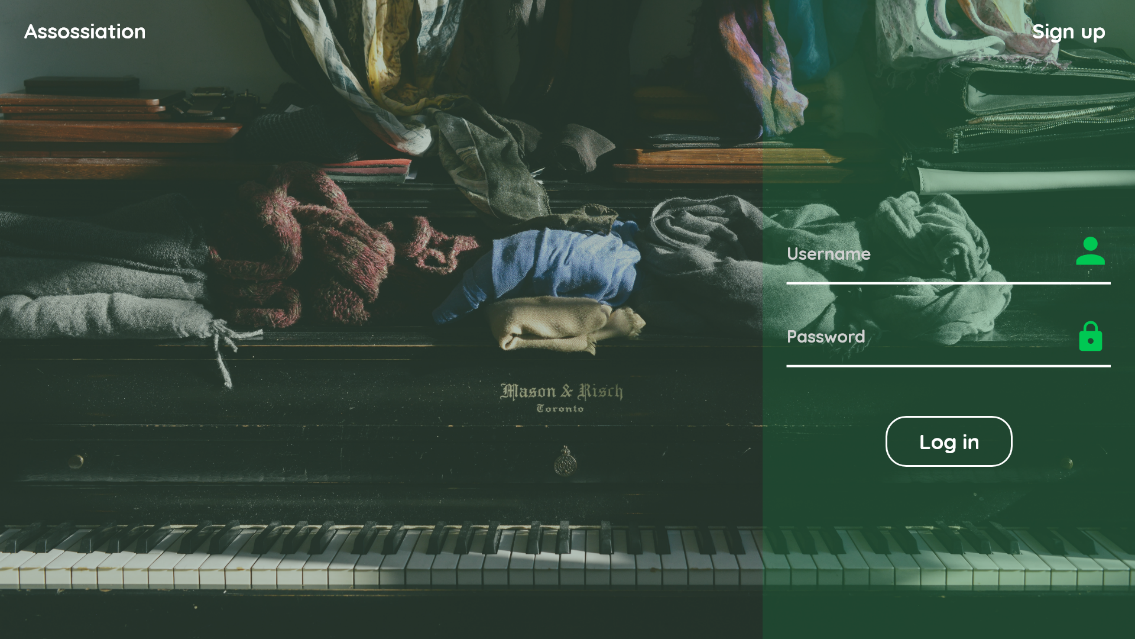 Assossiation
Sign up
Username
Password
Mason & Risch
Toronto
Log in